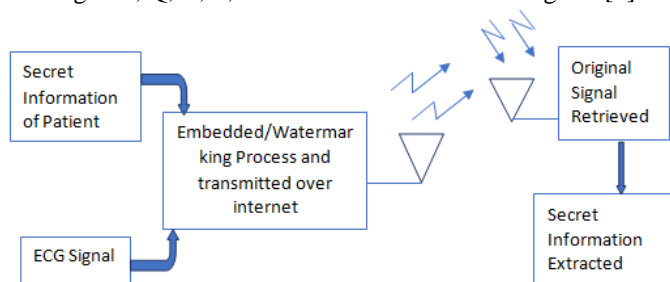 Secret
Information
of Patient
Embedded/Watermar
king Process and
transmitted over
internet
ECG Signal
Original
Signal
Retrieved
Secret
Information
Extracted